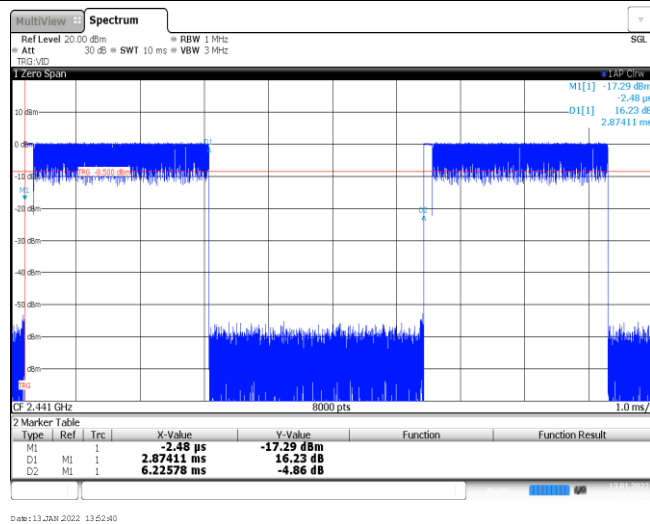 MultiView Spectrum
Ref Level 20.00 dBm RBW 1 MHz SGL
Att 30 dB SWT 10 ms VBW 3 MHz
TRG:VID
1 Zero Span 1AP Clrw
M1[1] -17.29 dBm
-2.48 µs
10 dBm
D1[1] 16.23 dB
2.87411 ms
0 dBm
D1
TRG -8.500 dBm
-10 dBm
M1
-20 dBm
D2
-30 dBm
-40 dBm
-50 dBm
dBm
dBm
TRG
CF 2.441 GHz 8000 pts 1.0 ms/
2 Marker Table
Type Ref Trc X-Value Y-Value Function Function Result
M1 1 -2.48 µs -17.29 dBm
D1 M1 1 2.87411 ms 16.23 dB
D2 M1 1 6.22578 ms -4.86 dB
13.01.2022
Date:13.JAN.2022 13:52:40